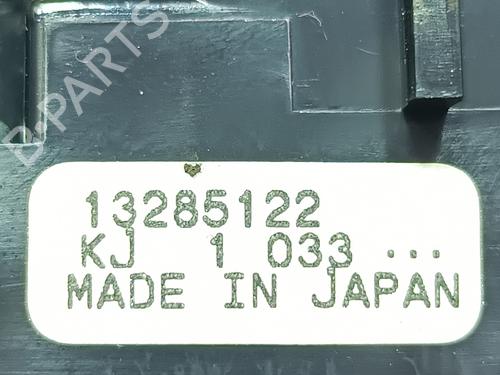 B-PARTS
13285122
KJ 1 033 ...
MADE IN JAPAN